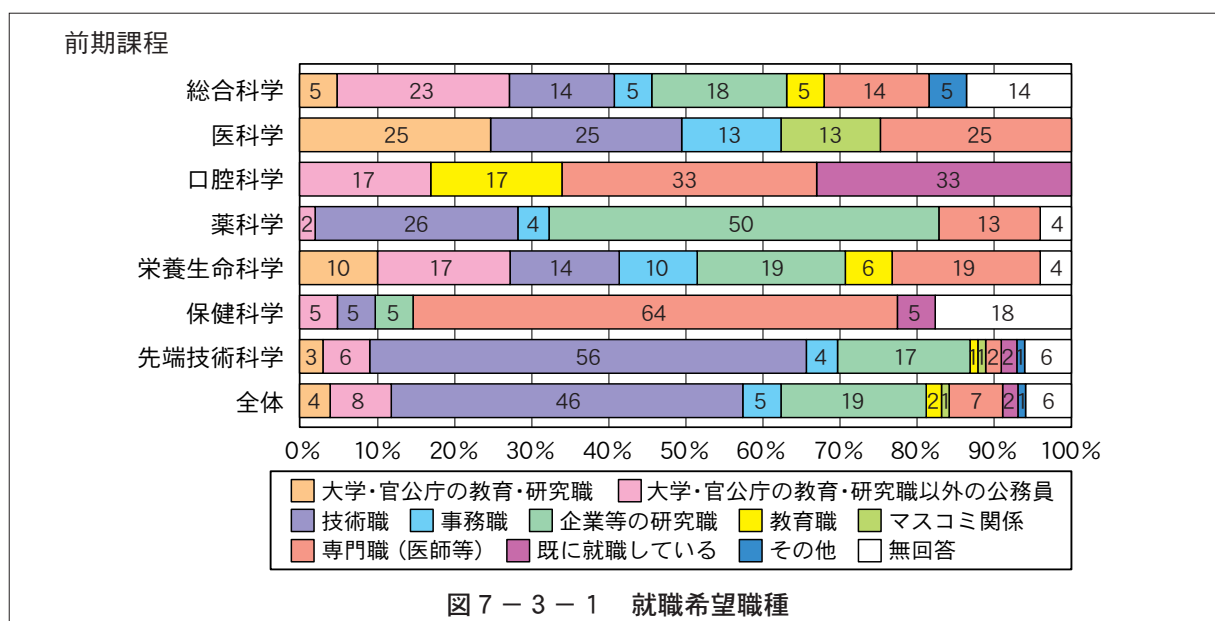 前期課程
総合科学 5 23 14 5 18 5 14 5 14
医科学 25 25 13 13 25
口腔科学 17 17 33 33
薬科学 2 26 4 50 13 4
栄養生命科学 10 17 14 10 19 6 19 4
保健科学 5 5 5 64 5 18
先端技術科学 3 6 56 4 17 1 1 2 2 1 6
全体 4 8 46 5 19 2 1 7 2 1 6
0% 10% 20% 30% 40% 50% 60% 70% 80% 90% 100%
大学・官公庁の教育・研究職 大学・官公庁の教育・研究職以外の公務員
技術職 事務職 企業等の研究職 教育職 マスコミ関係
専門職（医師等） 既に就職している その他 無回答
図７－３－１　就職希望職種